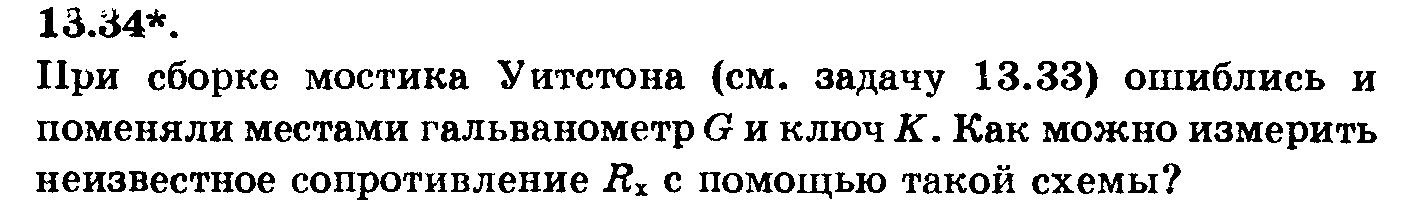 13.34*.
При сборке мостика Уитстона (см. задачу 13.33) ошиблись и
поменяли местами гальванометр G и ключ K. Как можно измерить
неизвестное сопротивление Rx с помощью такой схемы?